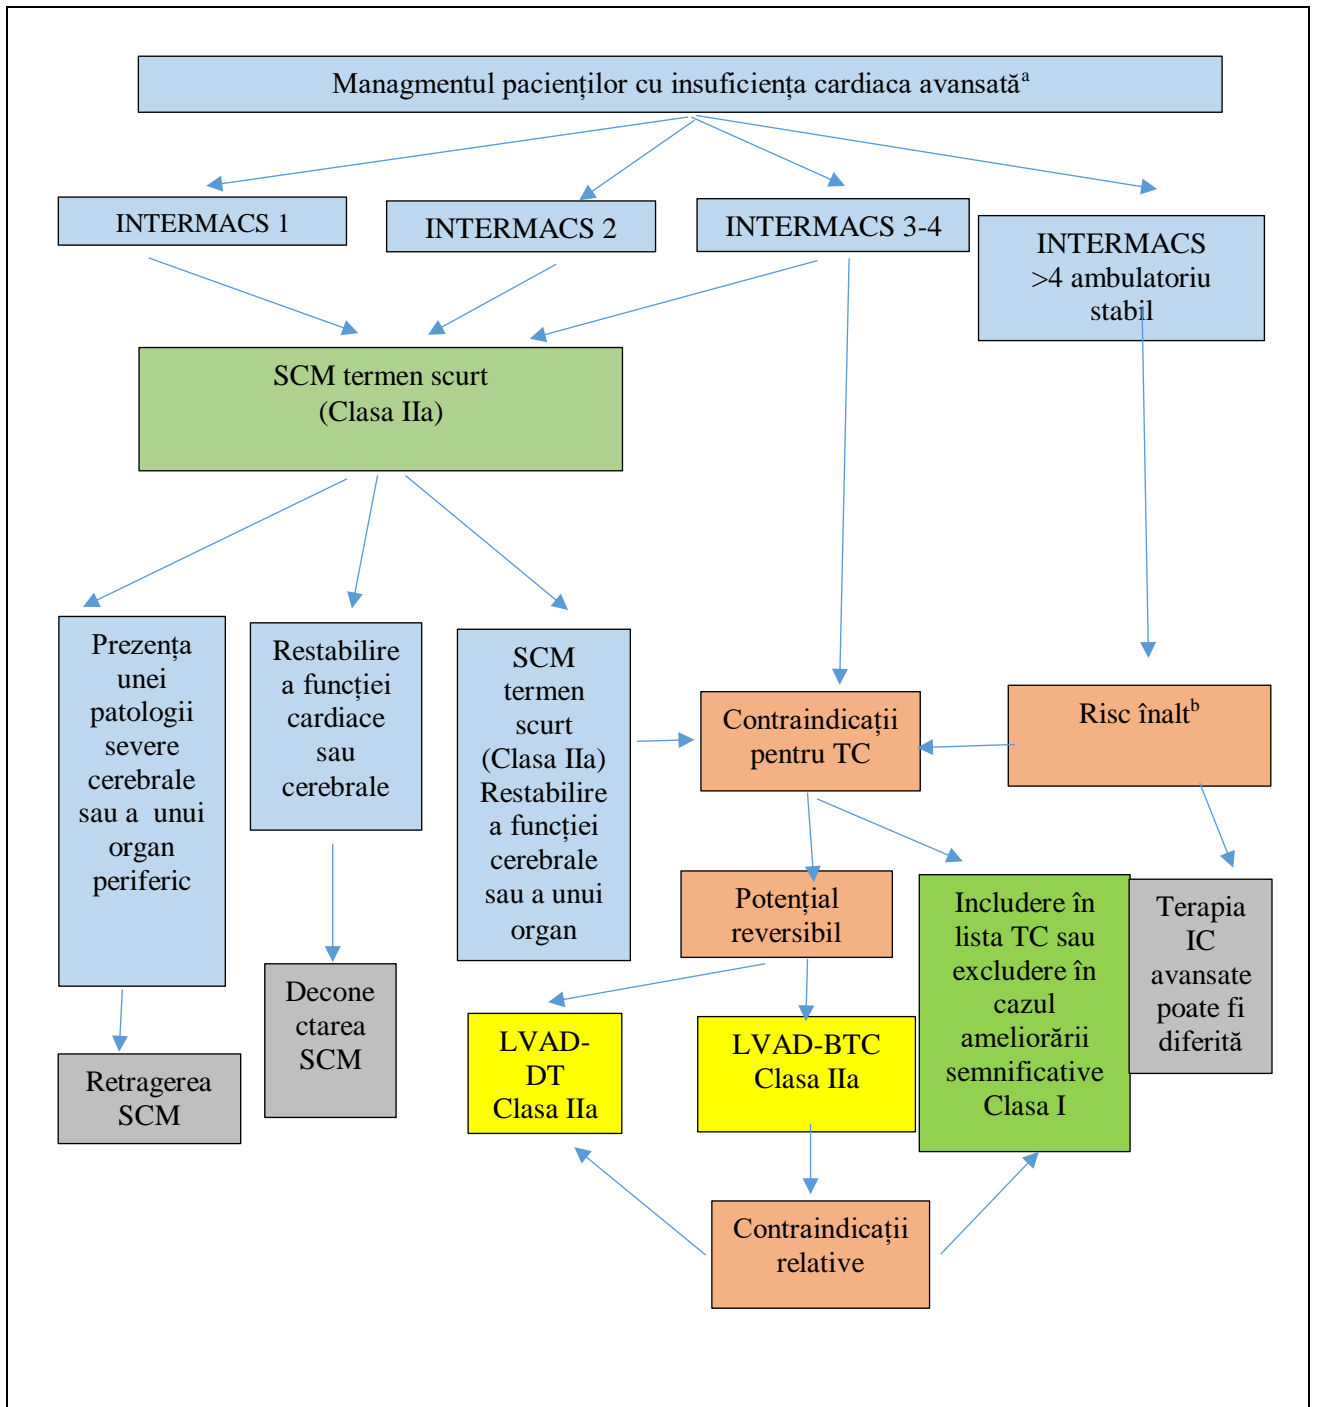 Managmentul pacienților cu insuficiența cardiaca avansatăᵃ
INTERMACS 1
INTERMACS 2
INTERMACS 3-4
INTERMACS
>4 ambulatoriu
stabil
SCM termen scurt
(Clasa IIa)
Prezența
unei
patologii
severe
cerebrale
sau a unui
organ
periferic
Restabilire
a funcției
cardiace
sau
cerebrale
SCM
termen
scurt
(Clasa IIa)
Restabilire
a funcției
cerebrale
sau a unui
organ
Contraindicații
pentru TC
Risc înaltᵇ
Potențial
reversibil
Includere în
lista TC sau
excludere în
cazul
ameliorării
semnificative
Clasa I
Terapia
IC
avansate
poate fi
diferită
Retragerea
SCM
Decone
ctarea
SCM
LVAD-
DT
Clasa IIa
LVAD-BTC
Clasa IIa
Contraindicații
relative